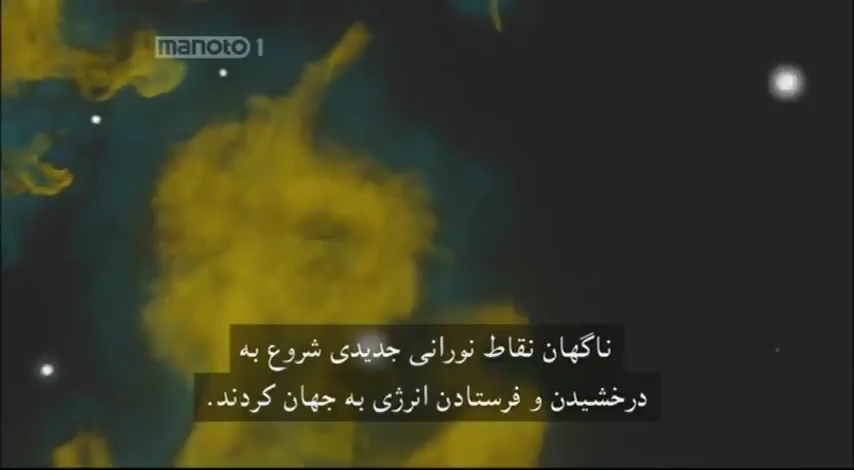 manoto 1
ناگهان نقاط نورانی جدیدی شروع به
درخشیدن و فرستادن انرژی به جهان کردند.